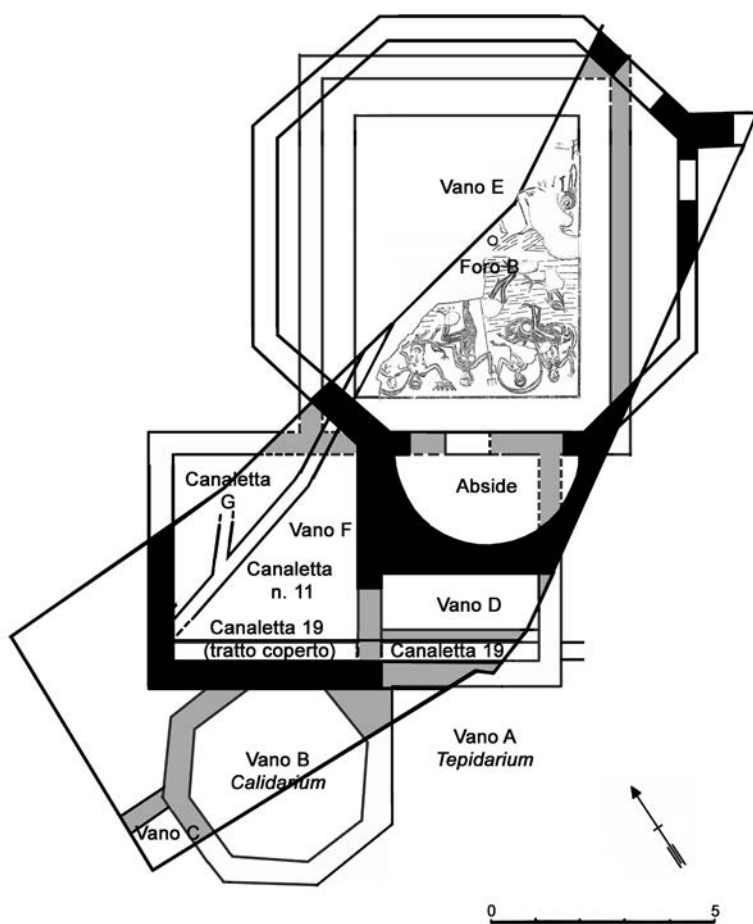 Vano E
Foro B
Canaletta
G
Abside
Vano F
Canaletta
n. 11
Vano D
Canaletta 19
(tratto coperto)
Canaletta 19
Vano B
Calidarium
Vano A
Tepidarium
Vano C
0 5